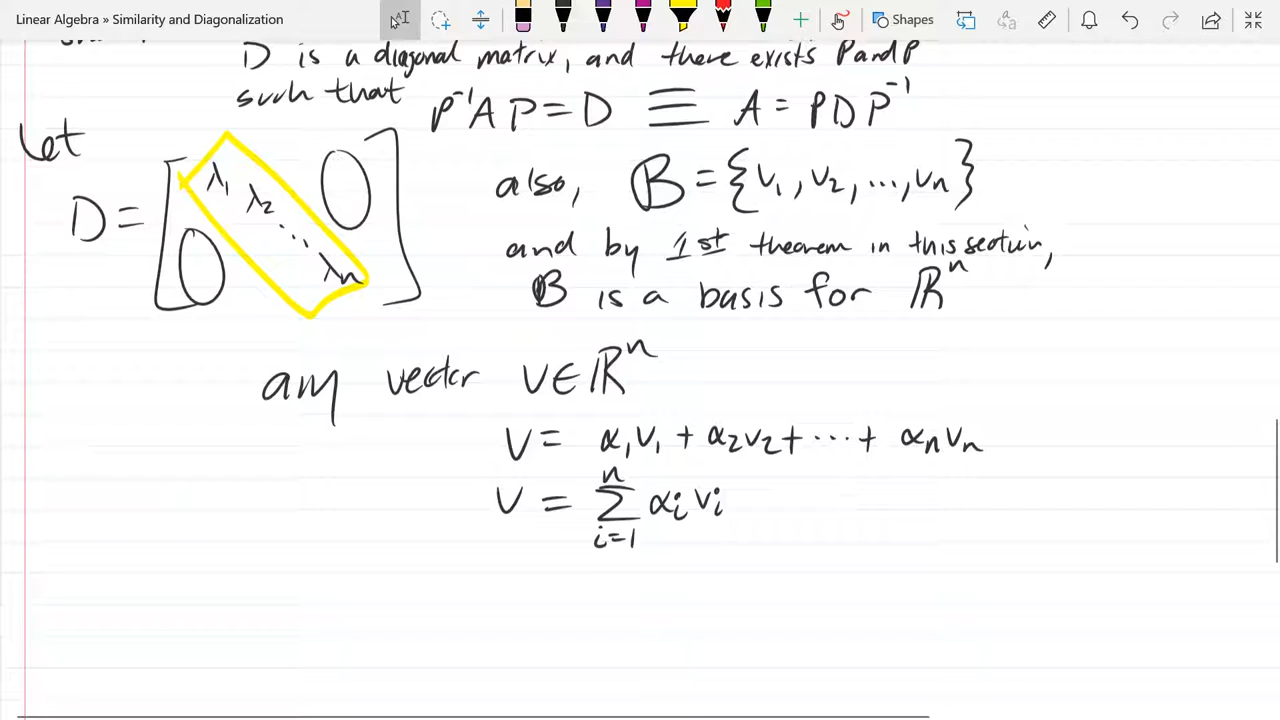 Linear Algebra » Similarity and Diagonalization
Shapes
D is a diagonal matrix, and there exists P and P
such that P⁻¹AP = D ≡ A = PDP⁻¹
Let
D = [λ₁ λ₂ ⋱ λn 0 0]
also, B = {v₁, v₂, ..., vn}
and by 1st theorem in this section,
B is a basis for ℝⁿ
any vector v∈ℝⁿ
v = α₁v₁ + α₂v₂ + ⋯ + αnvn
v = ∑ⁿᵢ₌₁ αᵢvᵢ